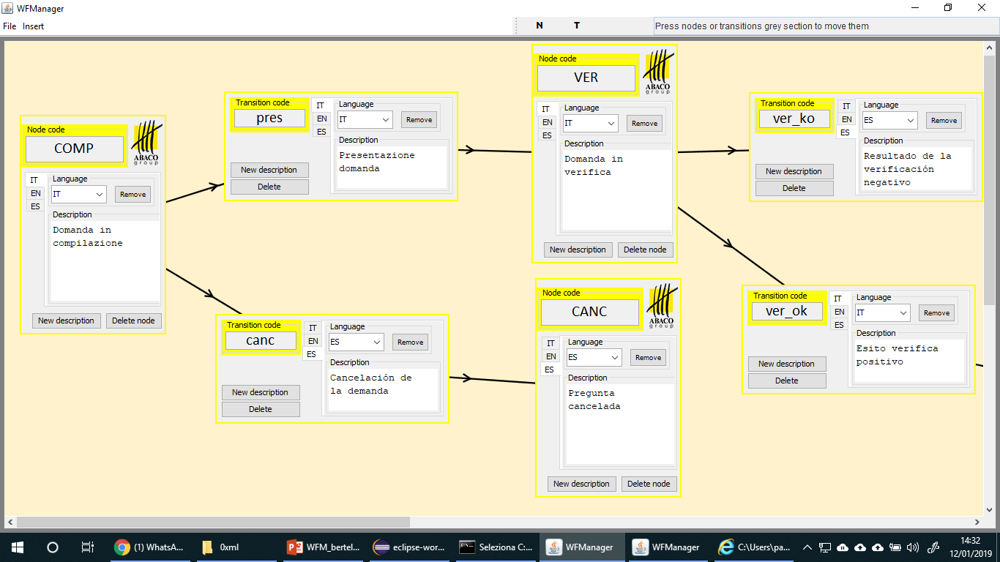 WFManager
File Insert
N T
Press nodes or transitions grey section to move them
Node code
COMP
ABACO
group
IT
EN
ES
Language
IT
Remove
Description
Domanda in
compilazione
New description
Delete node
Transition code
pres
New description
Delete
IT
EN
ES
Language
IT
Remove
Description
Presentazione
domanda
Transition code
canc
New description
Delete
IT
EN
ES
Language
ES
Remove
Description
Cancelación de
la demanda
Node code
VER
ABACO
group
IT
EN
ES
Language
IT
Remove
Description
Domanda in
verifica
New description
Delete node
Node code
CANC
ABACO
group
IT
EN
ES
Language
ES
Remove
Description
Pregunta
cancelada
New description
Delete node
Transition code
ver_ko
New description
Delete
IT
EN
ES
Language
ES
Remove
Description
Resultado de la
verificación
negativo
Transition code
ver_ok
New description
Delete
IT
EN
ES
Language
IT
Remove
Description
Esito verifica
positivo
(1) WhatsA...
0xml
WFM_bertel...
eclipse-wor...
Seleziona C:...
WFManager
WFManager
C:\Users\pa...
14:32
12/01/2019